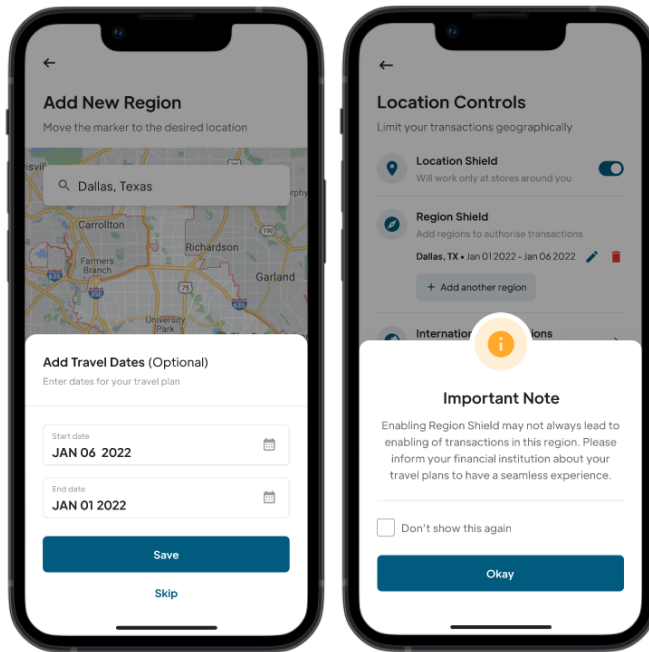 Add New Region
Move the marker to the desired location
Dallas, Texas
Carrollton
190
Richardson
Farmers
Branch
Garland
635
75
635
University
Park
Add Travel Dates (Optional)
Enter dates for your travel plan
Start date
JAN 06 2022
End date
JAN 01 2022
Save
Skip
Location Controls
Limit your transactions geographically
Location Shield
Will work only at stores around you
Region Shield
Add regions to authorise transactions
Dallas, TX • Jan 01 2022 - Jan 06 2022
+ Add another region
Important Note
Enabling Region Shield may not always lead to
enabling of transactions in this region. Please
inform your financial institution about your
travel plans to have a seamless experience.
Don't show this again
Okay